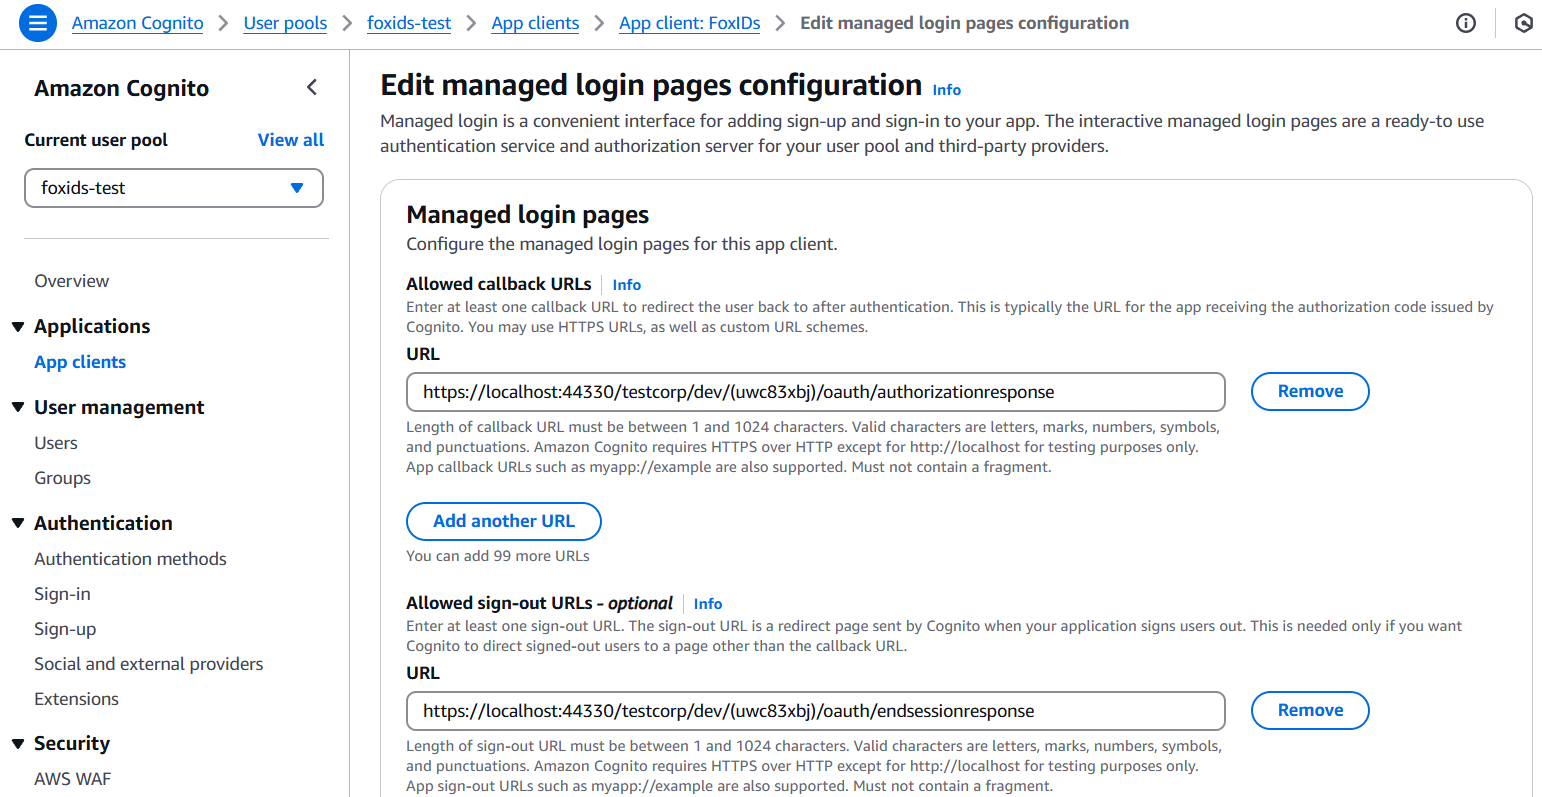 Amazon Cognito > User pools > foxids-test > App clients > App client: FoxIDs > Edit managed login pages configuration
Amazon Cognito
Current user pool View all
foxids-test
Overview
Applications
App clients
User management
Users
Groups
Authentication
Authentication methods
Sign-in
Sign-up
Social and external providers
Extensions
Security
AWS WAF
Edit managed login pages configuration Info
Managed login is a convenient interface for adding sign-up and sign-in to your app. The interactive managed login pages are a ready-to use
authentication service and authorization server for your user pool and third-party providers.
Managed login pages
Configure the managed login pages for this app client.
Allowed callback URLs Info
Enter at least one callback URL to redirect the user back to after authentication. This is typically the URL for the app receiving the authorization code issued by
Cognito. You may use HTTPS URLs, as well as custom URL schemes.
URL
https://localhost:44330/testcorp/dev/(uwc83xbj)/oauth/authorizationresponse Remove
Length of callback URL must be between 1 and 1024 characters. Valid characters are letters, marks, numbers, symbols,
and punctuations. Amazon Cognito requires HTTPS over HTTP except for http://localhost for testing purposes only.
App callback URLs such as myapp://example are also supported. Must not contain a fragment.
Add another URL
You can add 99 more URLs
Allowed sign-out URLs - optional Info
Enter at least one sign-out URL. The sign-out URL is a redirect page sent by Cognito when your application signs users out. This is needed only if you want
Cognito to direct signed-out users to a page other than the callback URL.
URL
https://localhost:44330/testcorp/dev/(uwc83xbj)/oauth/endsessionresponse Remove
Length of sign-out URL must be between 1 and 1024 characters. Valid characters are letters, marks, numbers, symbols,
and punctuations. Amazon Cognito requires HTTPS over HTTP except for http://localhost for testing purposes only.
App sign-out URLs such as myapp://example are also supported. Must not contain a fragment.